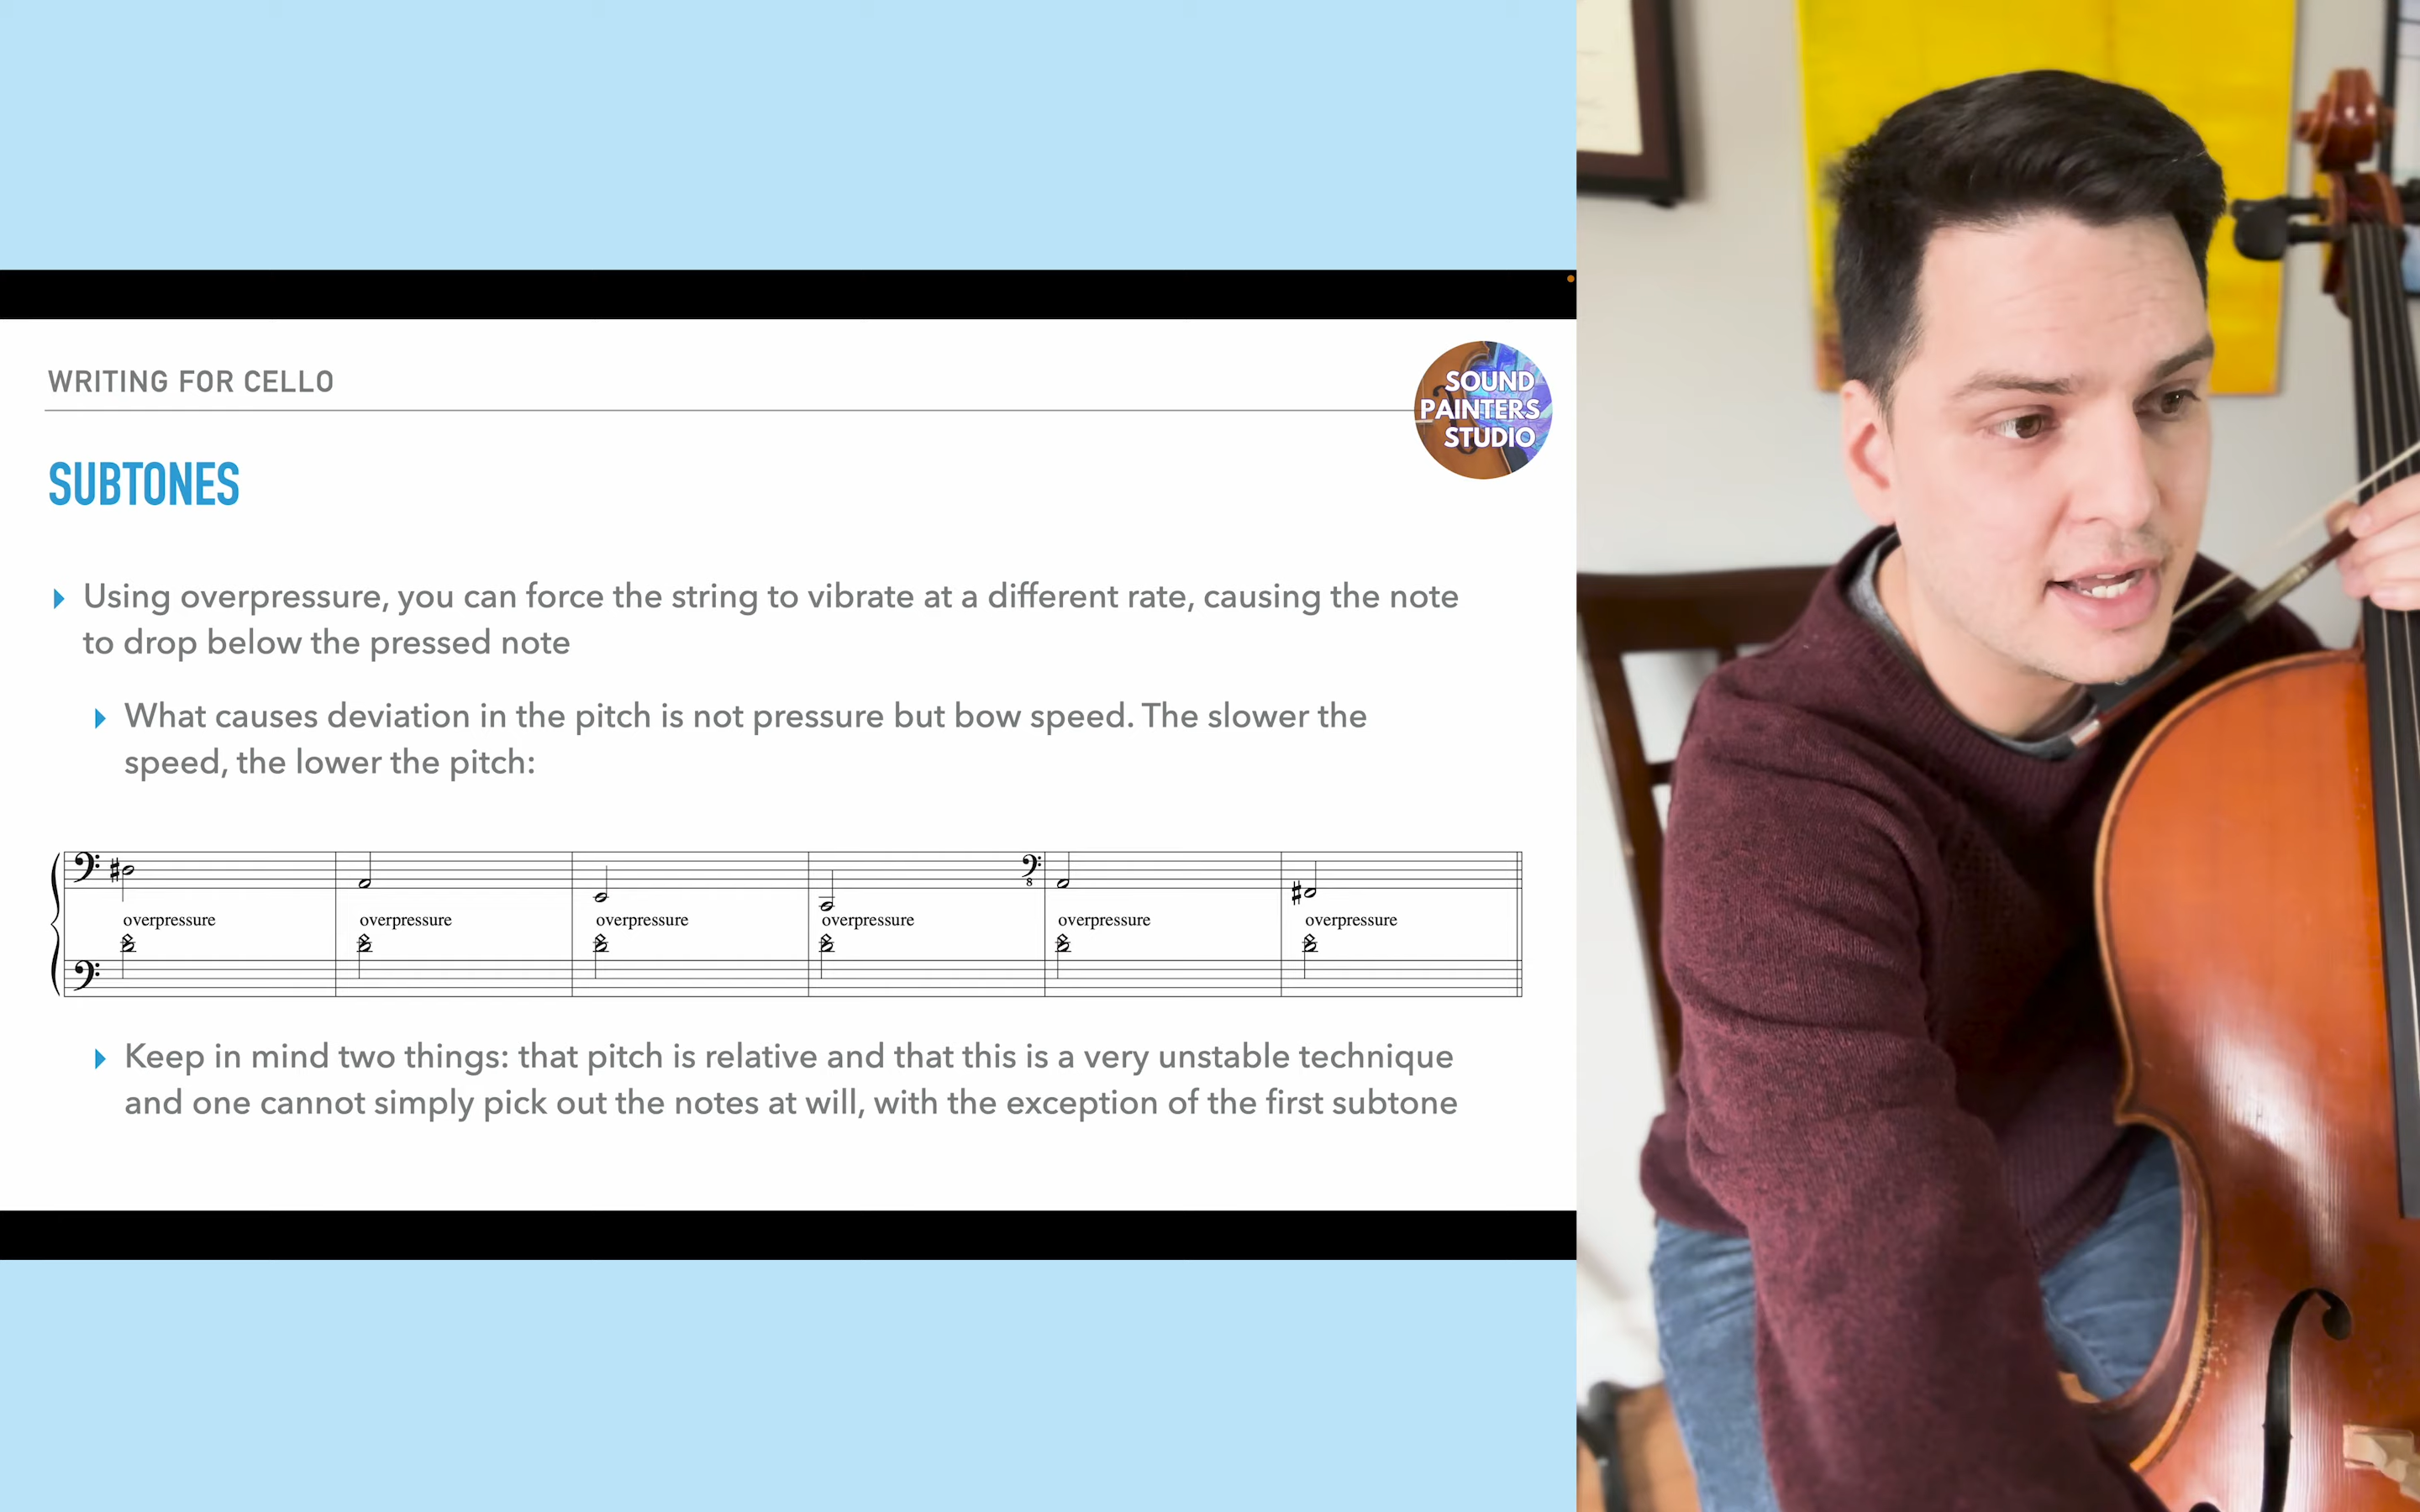 WRITING FOR CELLO
SOUND
PAINTERS
STUDIO
SUBTONES
Using overpressure, you can force the string to vibrate at a different rate, causing the note
to drop below the pressed note
What causes deviation in the pitch is not pressure but bow speed. The slower the
speed, the lower the pitch:
8
overpressure overpressure overpressure overpressure overpressure overpressure
Keep in mind two things: that pitch is relative and that this is a very unstable technique
and one cannot simply pick out the notes at will, with the exception of the first subtone